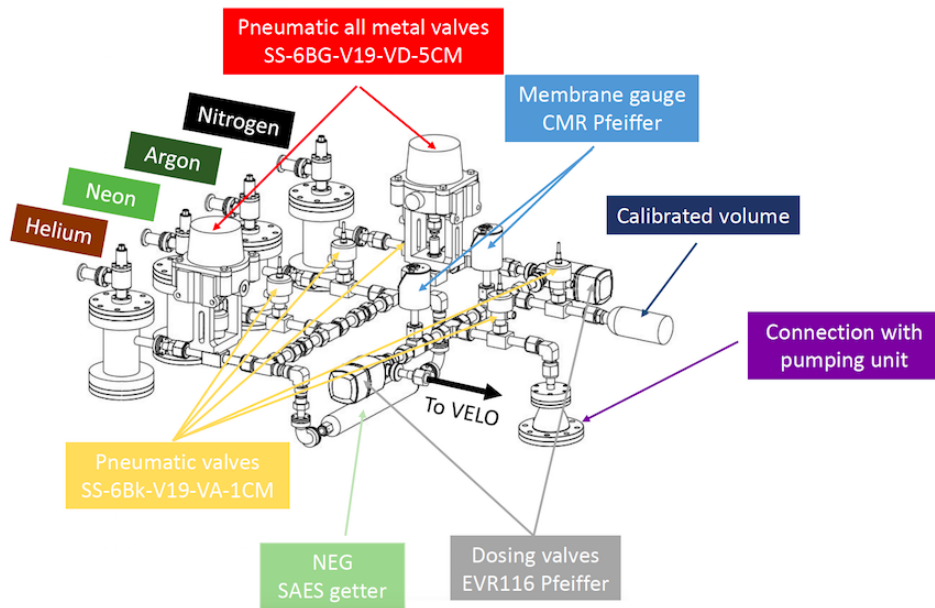 Pneumatic all metal valves
SS-6BG-V19-VD-5CM
Membrane gauge
CMR Pfeiffer
Nitrogen
Argon
Neon
Helium
Calibrated volume
Connection with
pumping unit
To VELO
Pneumatic valves
SS-6Bk-V19-VA-1CM
NEG
SAES getter
Dosing valves
EVR116 Pfeiffer